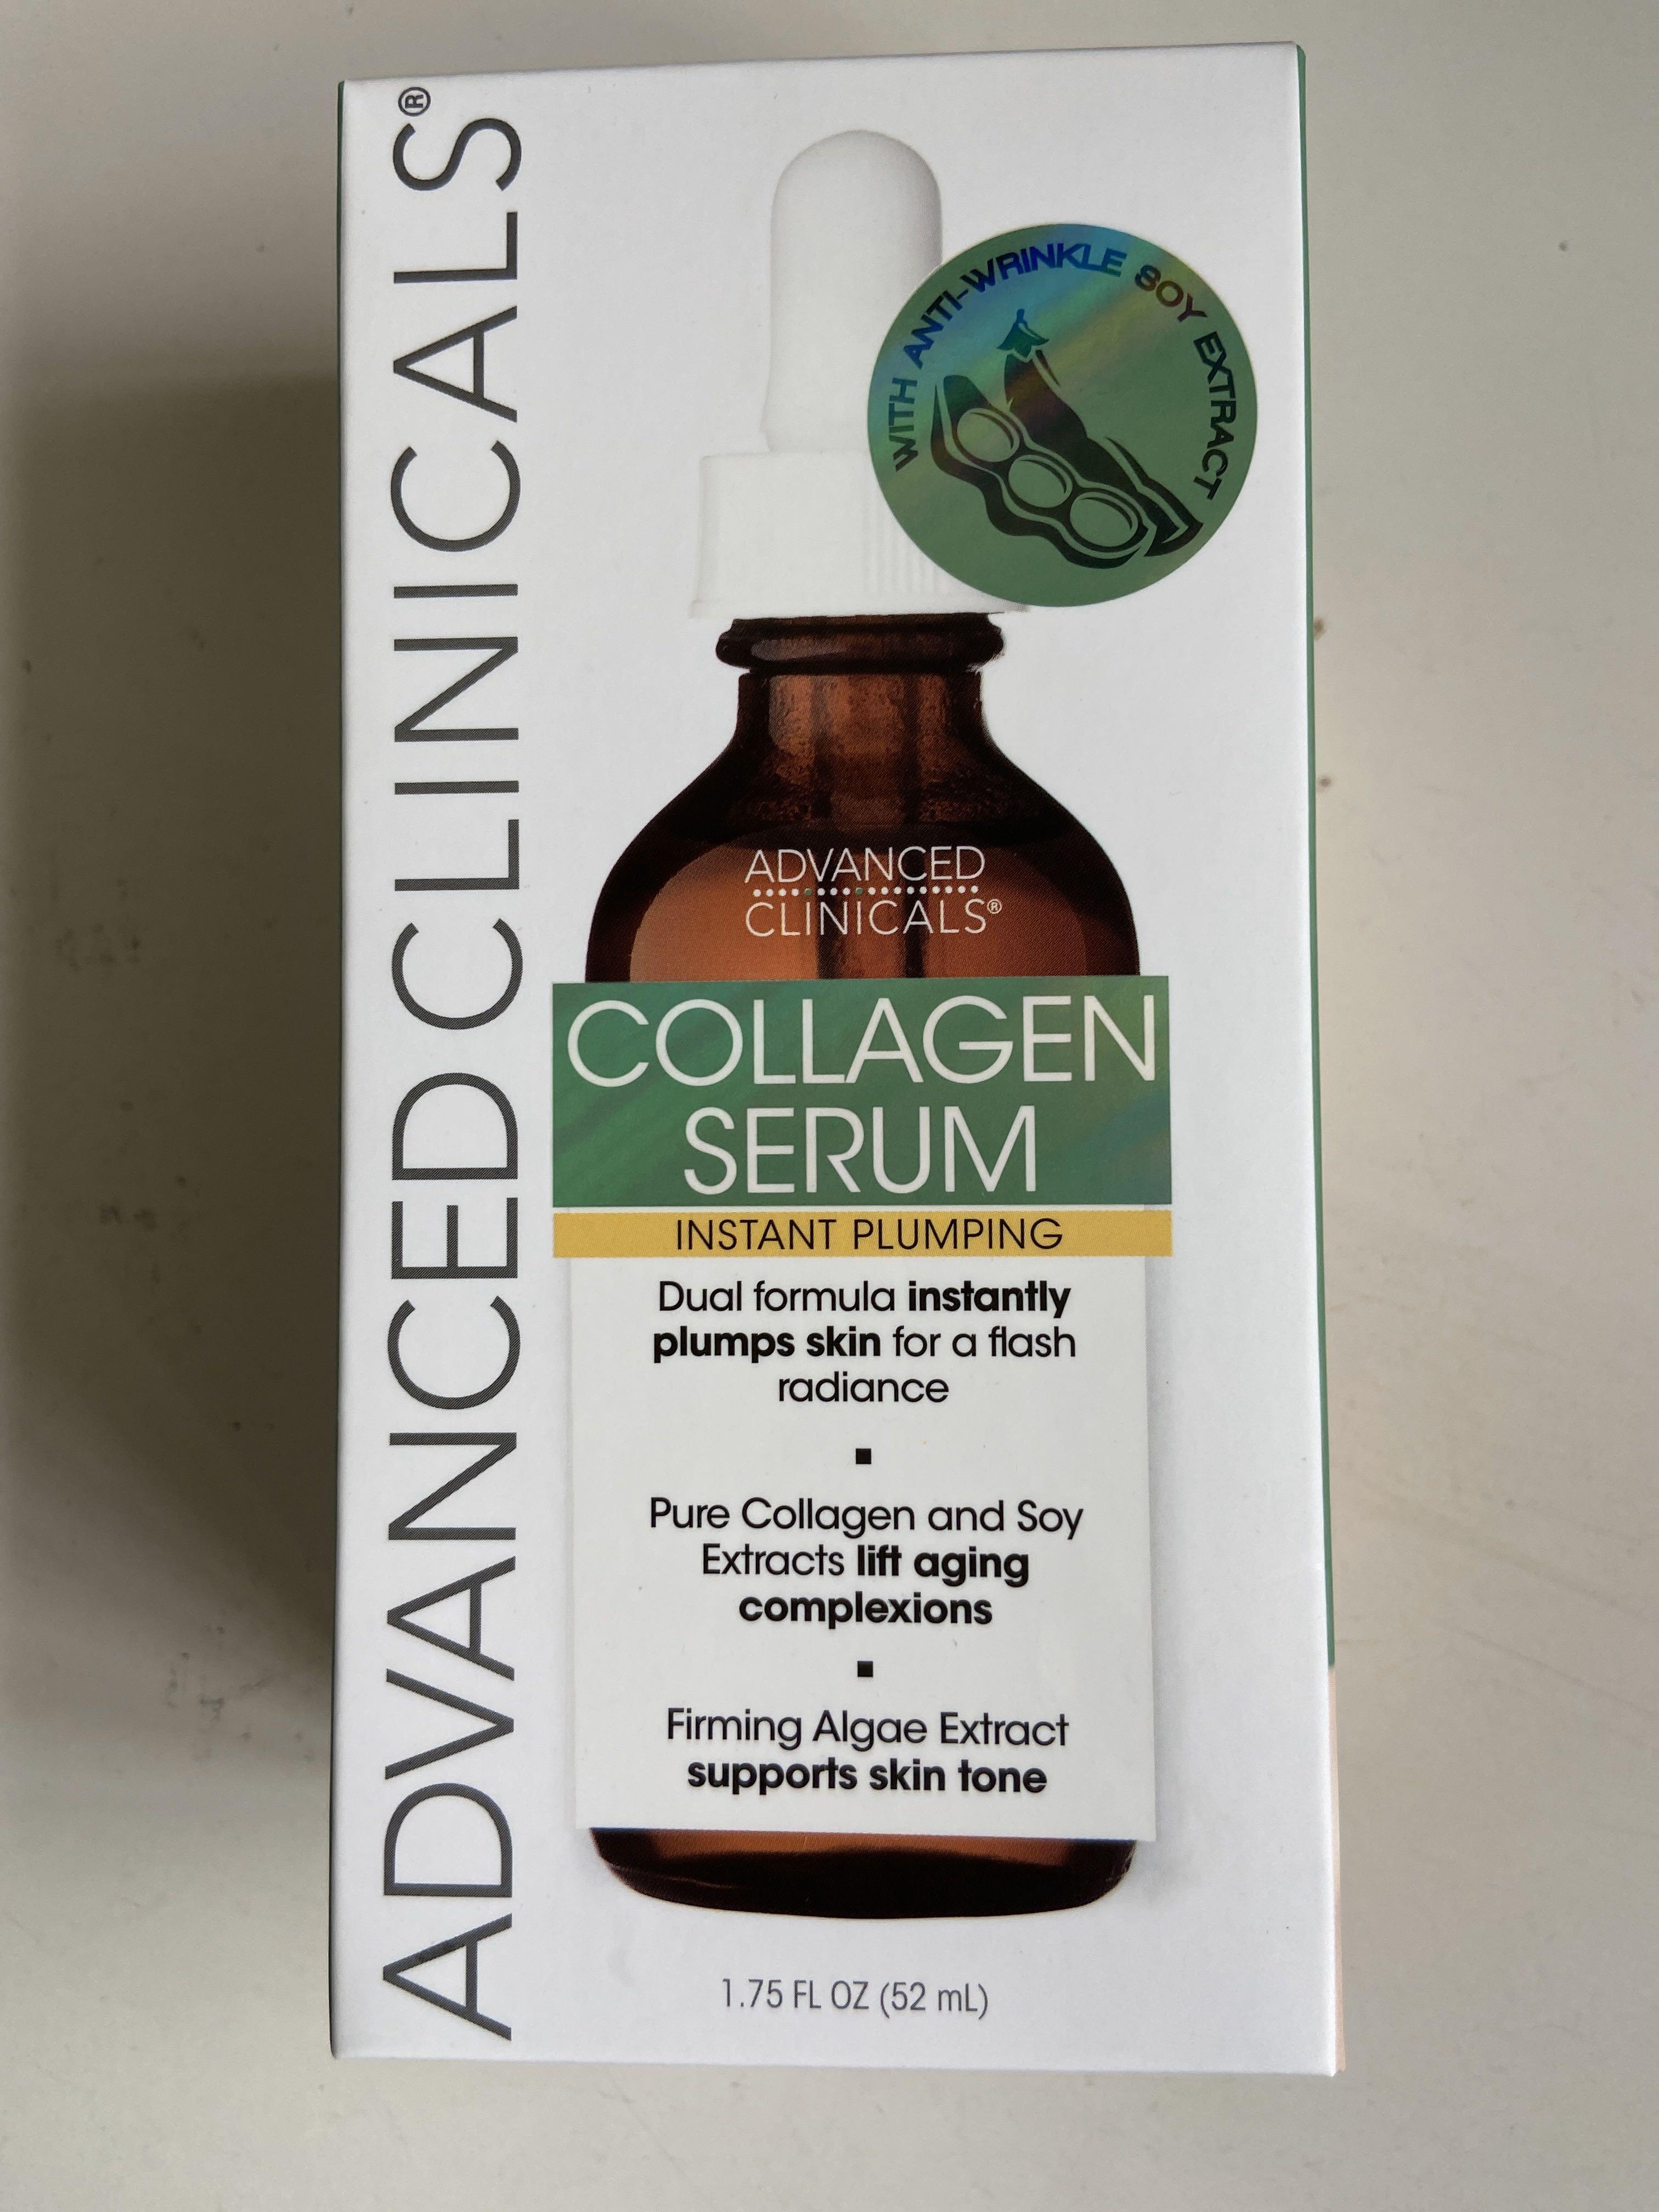 ADVANCED CLINICALS®
WITH ANTI-WRINKLE SOY EXTRACT
ADVANCED
CLINICALS®
COLLAGEN
SERUM
INSTANT PLUMPING
Dual formula instantly
plumps skin for a flash
radiance
Pure Collagen and Soy
Extracts lift aging
complexions
Firming Algae Extract
supports skin tone
1.75 FL OZ (52 mL)